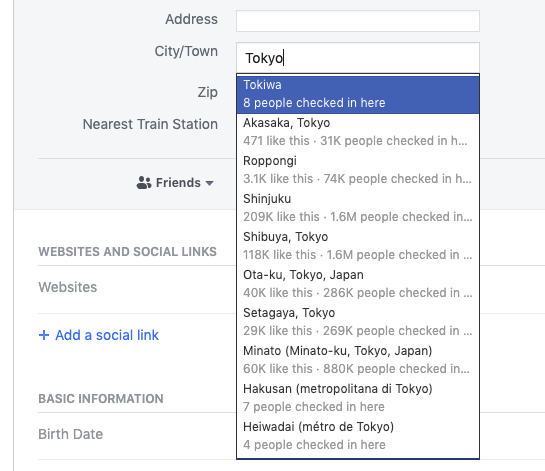 Address
City/Town
Tokyo
Zip
Nearest Train Station
Friends
Tokiwa
8 people checked in here
Akasaka, Tokyo
471 like this · 31K people checked in h...
Roppongi
3.1K like this · 74K people checked in h...
Shinjuku
209K like this · 1.6M people checked in...
Shibuya, Tokyo
118K like this · 1.6M people checked in...
Ota-ku, Tokyo, Japan
40K like this · 286K people checked in ...
Setagaya, Tokyo
29K like this · 269K people checked in ...
Minato (Minato-ku, Tokyo, Japan)
60K like this · 880K people checked in...
Hakusan (metropolitana di Tokyo)
7 people checked in here
Heiwadai (métro de Tokyo)
4 people checked in here
WEBSITES AND SOCIAL LINKS
Websites
+ Add a social link
BASIC INFORMATION
Birth Date